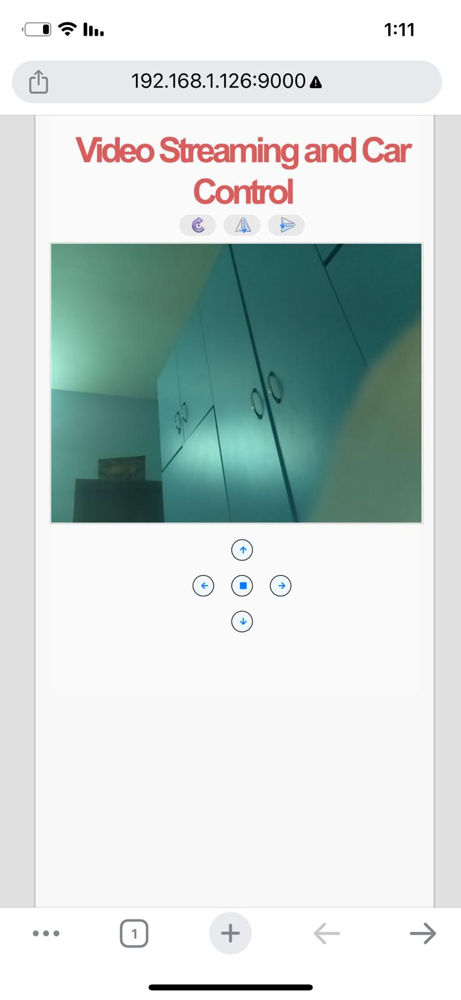 1:11
192.168.1.126:9000
Video Streaming and Car
Control
1